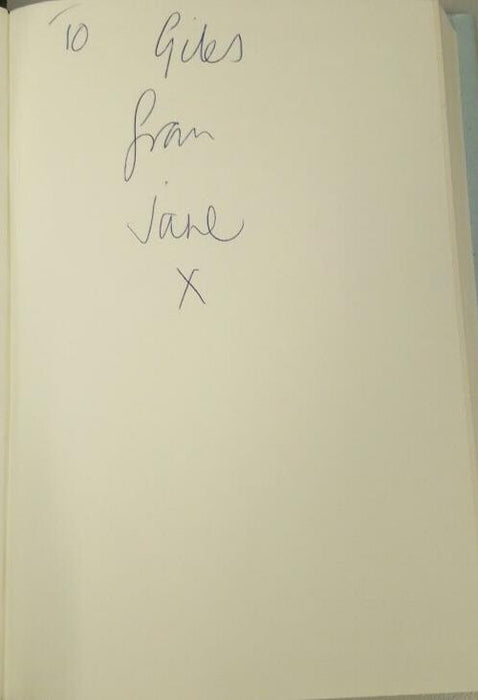 To Giles
from
Jane
X